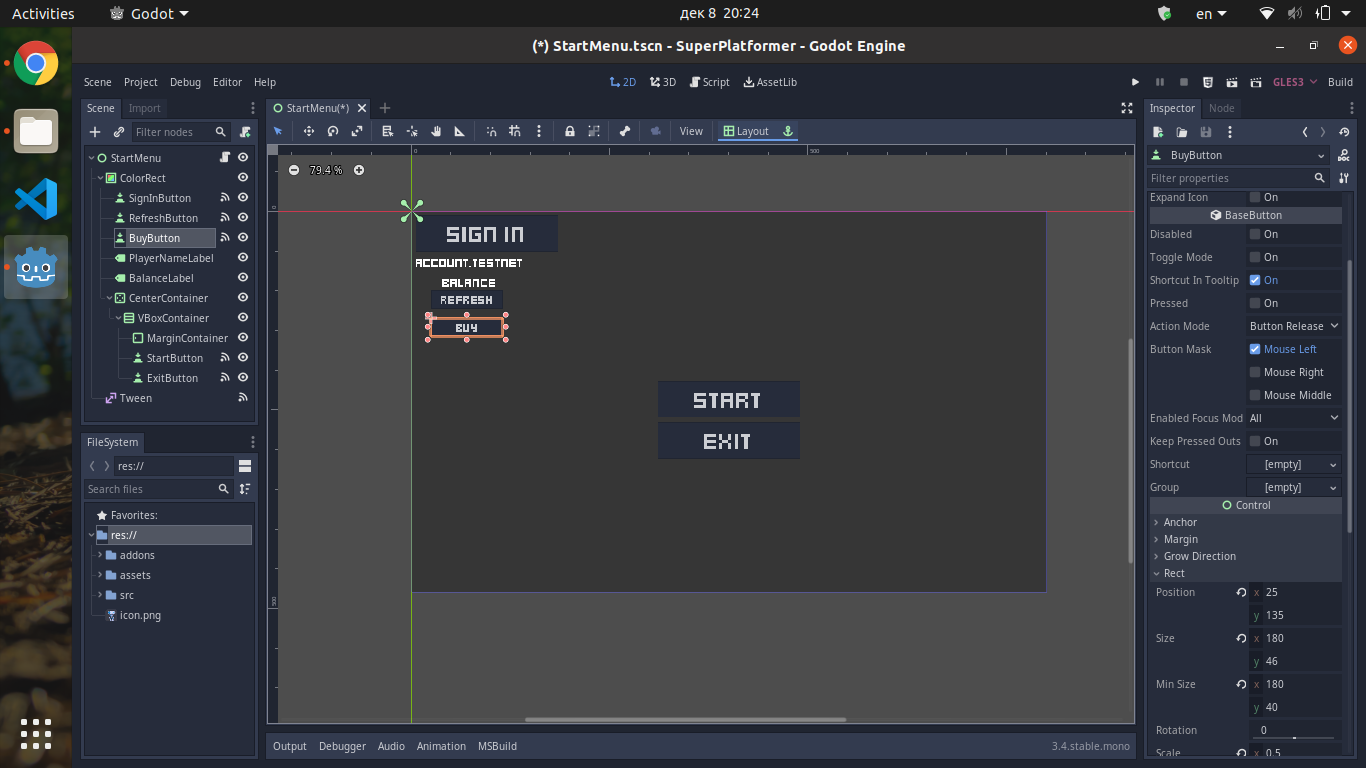 Activities
Godot
дек 8 20:24
en
(*) StartMenu.tscn - SuperPlatformer - Godot Engine
Scene Project Debug Editor Help
2D 3D Script AssetLib
GLES3 Build
Scene Import
Filter nodes
StartMenu
ColorRect
SignInButton
RefreshButton
BuyButton
PlayerNameLabel
BalanceLabel
CenterContainer
VBoxContainer
MarginContainer
StartButton
ExitButton
Tween
FileSystem
res://
Search files
Favorites:
res://
addons
assets
src
icon.png
StartMenu(*)
View Layout
0 500
79.4 %
0
500
SIGN IN
ACCOUNT.TESTNET
BALANCE
REFRESH
BUY
START
EXIT
Output Debugger Audio Animation MSBuild
3.4.stable.mono
Inspector Node
BuyButton
Filter properties
Expand Icon On
BaseButton
Disabled On
Toggle Mode On
Shortcut In Tooltip On
Pressed On
Action Mode Button Release
Button Mask Mouse Left
Mouse Right
Mouse Middle
Enabled Focus Mod All
Keep Pressed Outs On
Shortcut [empty]
Group [empty]
Control
Anchor
Margin
Grow Direction
Rect
Position x 25
y 135
Size x 180
y 46
Min Size x 180
y 40
Rotation 0
Scale x 0.5